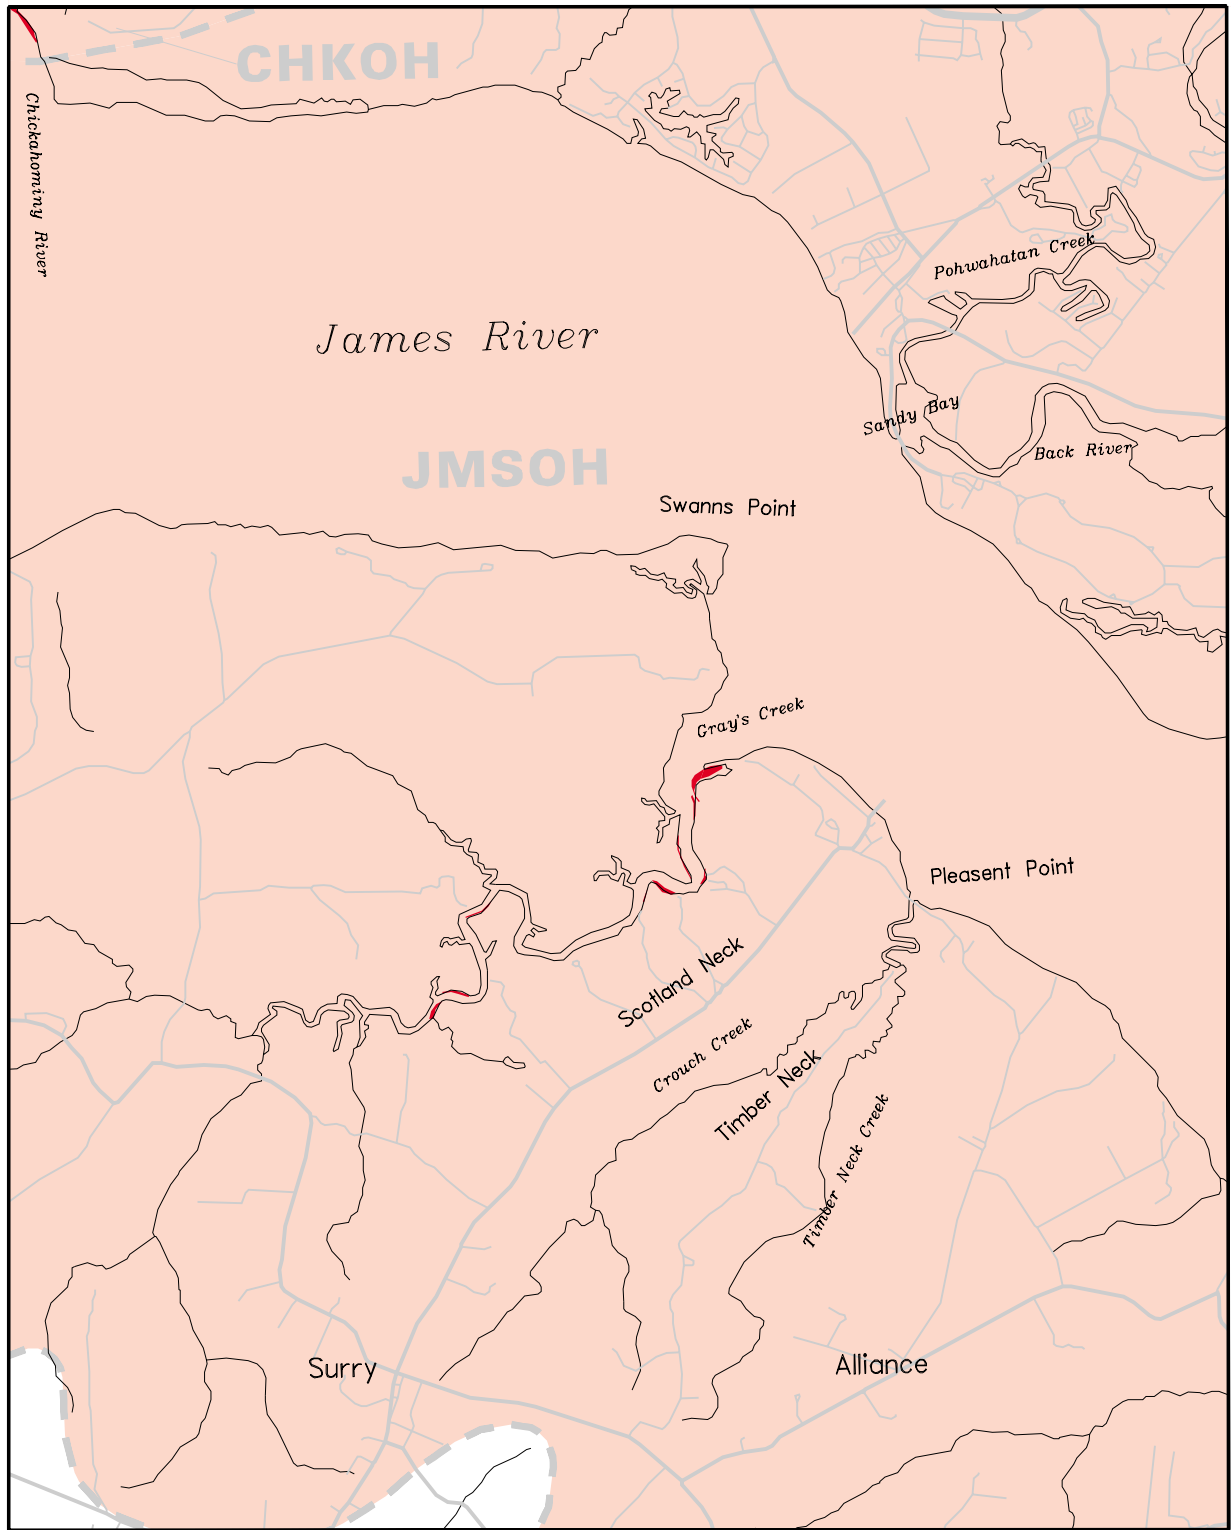 CHKOH
Chickahominy River
Pohwahatan Creek
James River
Sandy Bay
Back River
JMSOH
Swanns Point
Gray's Creek
Pleasent Point
Scotland Neck
Crouch Creek
Timber Neck
Timber Neck Creek
Surry
Alliance